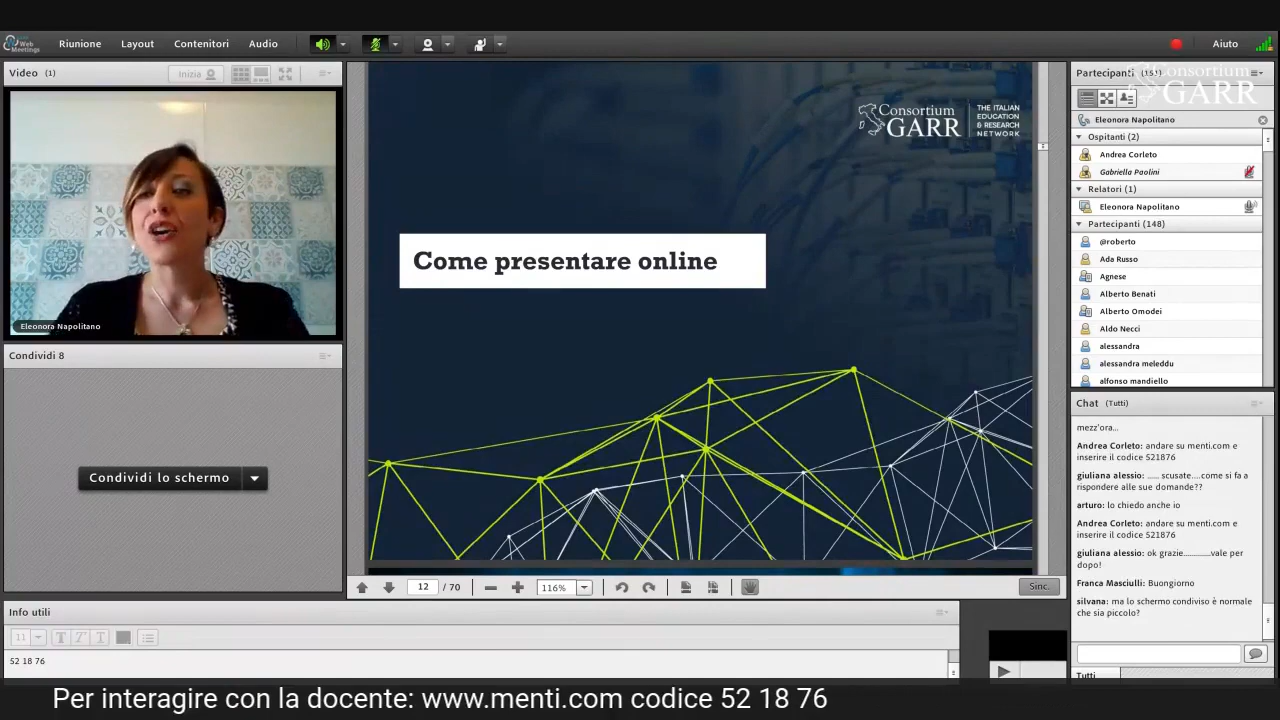 Web
Meetings
Riunione Layout Contenitori Audio
Aiuto
Video (1)
Inizia
Eleonora Napolitano
Condividi 8
Condividi lo schermo
Consortium
GARR
THE ITALIAN
EDUCATION
& RESEARCH
NETWORK
Come presentare online
12 / 70
116%
Sinc.
Info utili
11 T T T
52 18 76
Partecipanti
Consortium
GARR
Eleonora Napolitano
Ospitanti (2)
Andrea Corleto
Gabriella Paolini
Relatori (1)
Eleonora Napolitano
Partecipanti (148)
@roberto
Ada Russo
Agnese
Alberto Benati
Alberto Omodei
Aldo Necci
alessandra
alessandra meleddu
alfonso mandiello
Chat (Tutti)
mezz'ora...
Andrea Corleto: andare su menti.com e
inserire il codice 521876
giuliana alessio: ...... scusate....come si fa a
rispondere alle sue domande??
arturo: lo chiedo anche io
Andrea Corleto: andare su menti.com e
inserire il codice 521876
giuliana alessio: ok grazie.............vale per
dopo!
Franca Masciulli: Buongiorno
silvana: ma lo schermo condiviso è normale
che sia piccolo?
Tutti
Per interagire con la docente: www.menti.com codice 52 18 76